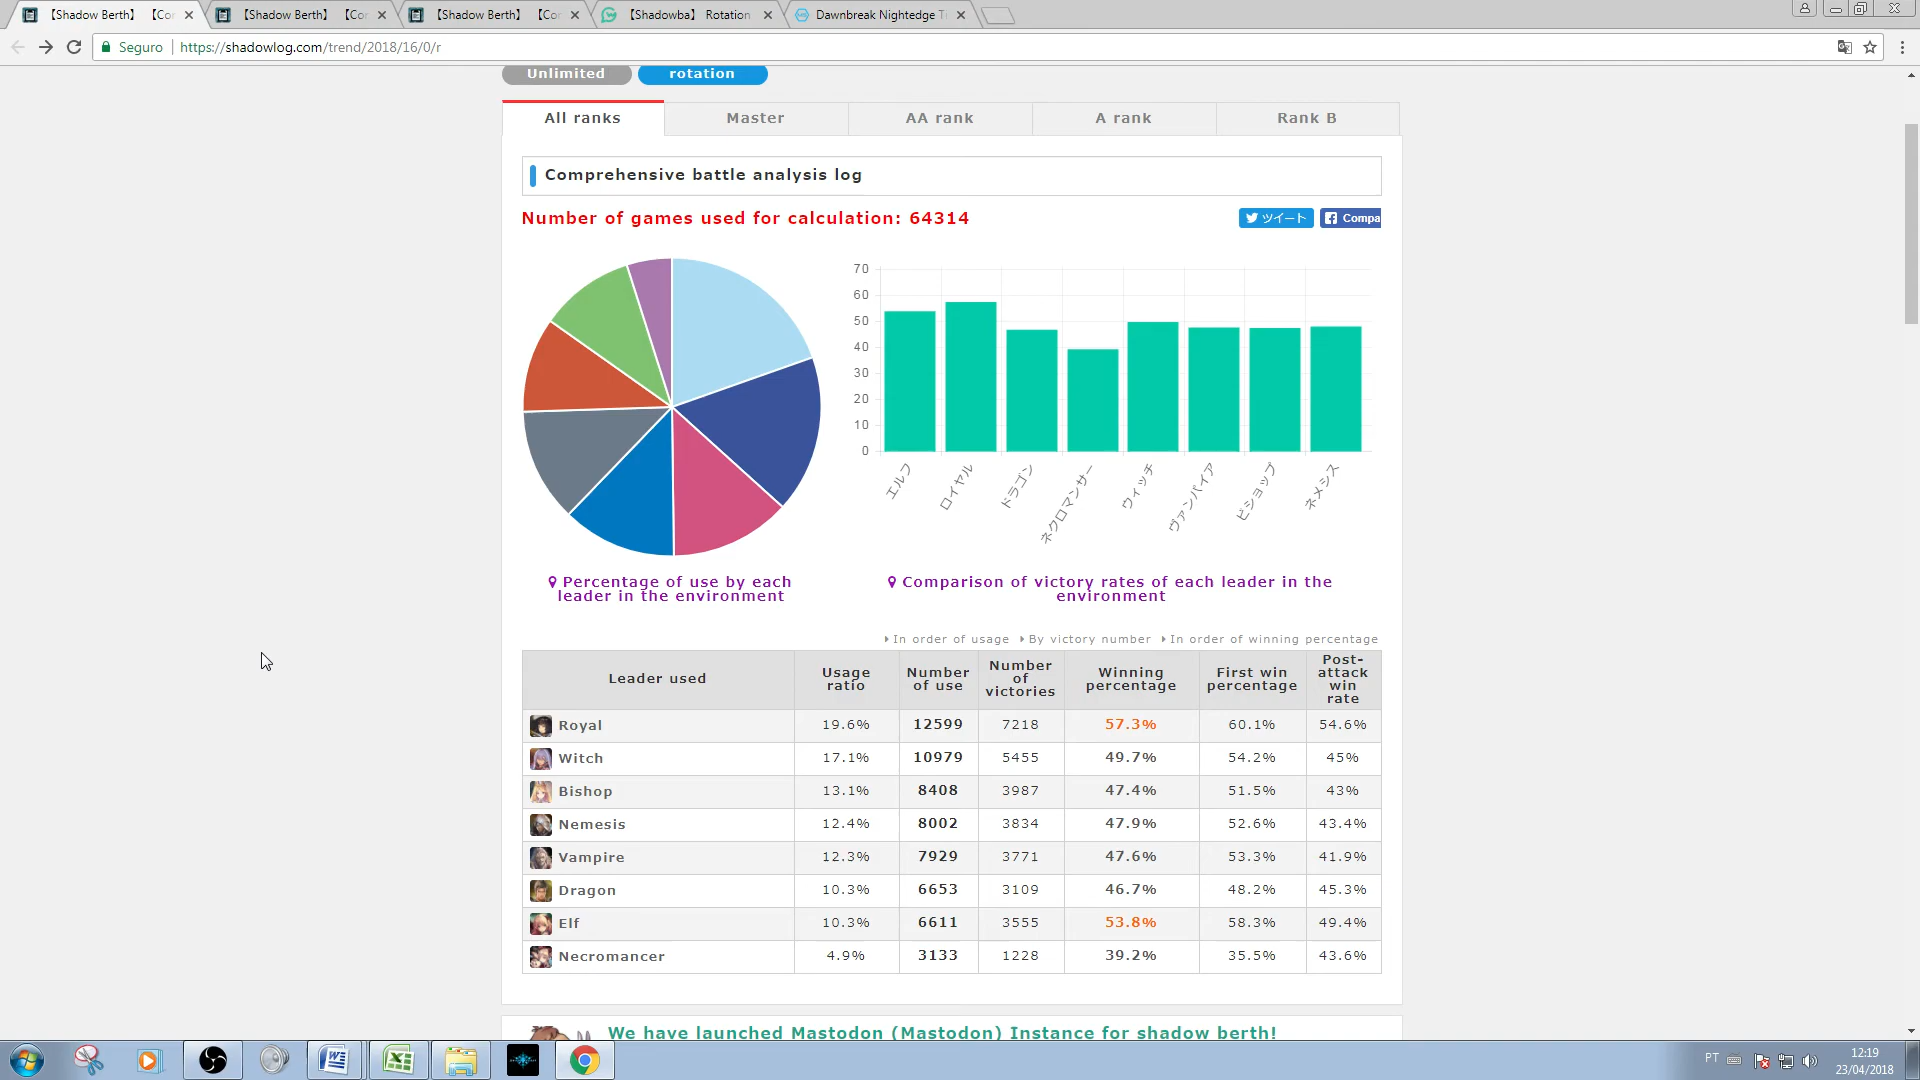 【Shadow Berth】 【Co
【Shadow Berth】 【Co
【Shadow Berth】 【Co
【Shadowba】 Rotation
Dawnbreak Nightedge T
Seguro
https://shadowlog.com/trend/2018/16/0/r
Unlimited
rotation
All ranks
Master
AA rank
A rank
Rank B
Comprehensive battle analysis log
Number of games used for calculation: 64314
ツイート
Compa
70
60
50
40
30
20
10
0
エルフ
ロイヤル
ドラゴン
ネクロマンサー
ウィッチ
ヴァンパイア
ビショップ
ネメシス
Percentage of use by each
leader in the environment
Comparison of victory rates of each leader in the
environment
In order of usage By victory number In order of winning percentage
Leader used Usage ratio Number of use Number of victories Winning percentage First win percentage Post-attack win rate
Royal 19.6% 12599 7218 57.3% 60.1% 54.6%
Witch 17.1% 10979 5455 49.7% 54.2% 45%
Bishop 13.1% 8408 3987 47.4% 51.5% 43%
Nemesis 12.4% 8002 3834 47.9% 52.6% 43.4%
Vampire 12.3% 7929 3771 47.6% 53.3% 41.9%
Dragon 10.3% 6653 3109 46.7% 48.2% 45.3%
Elf 10.3% 6611 3555 53.8% 58.3% 49.4%
Necromancer 4.9% 3133 1228 39.2% 35.5% 43.6%
We have launched Mastodon (Mastodon) Instance for shadow berth!
PT
12:19
23/04/2018